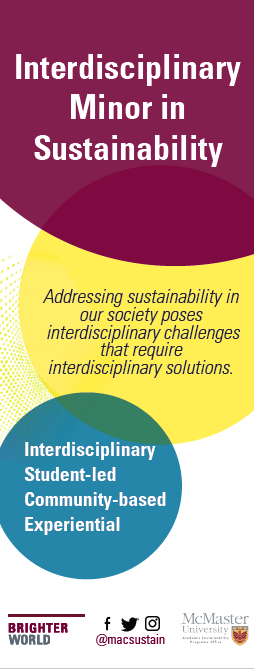 Interdisciplinary
Minor in
Sustainability
Addressing sustainability in
our society poses
interdisciplinary challenges
that require
interdisciplinary solutions.
Interdisciplinary
Student-led
Community-based
Experiential
BRIGHTER
WORLD
@macsustain
McMaster
University
Academic Sustainability
Programs Office